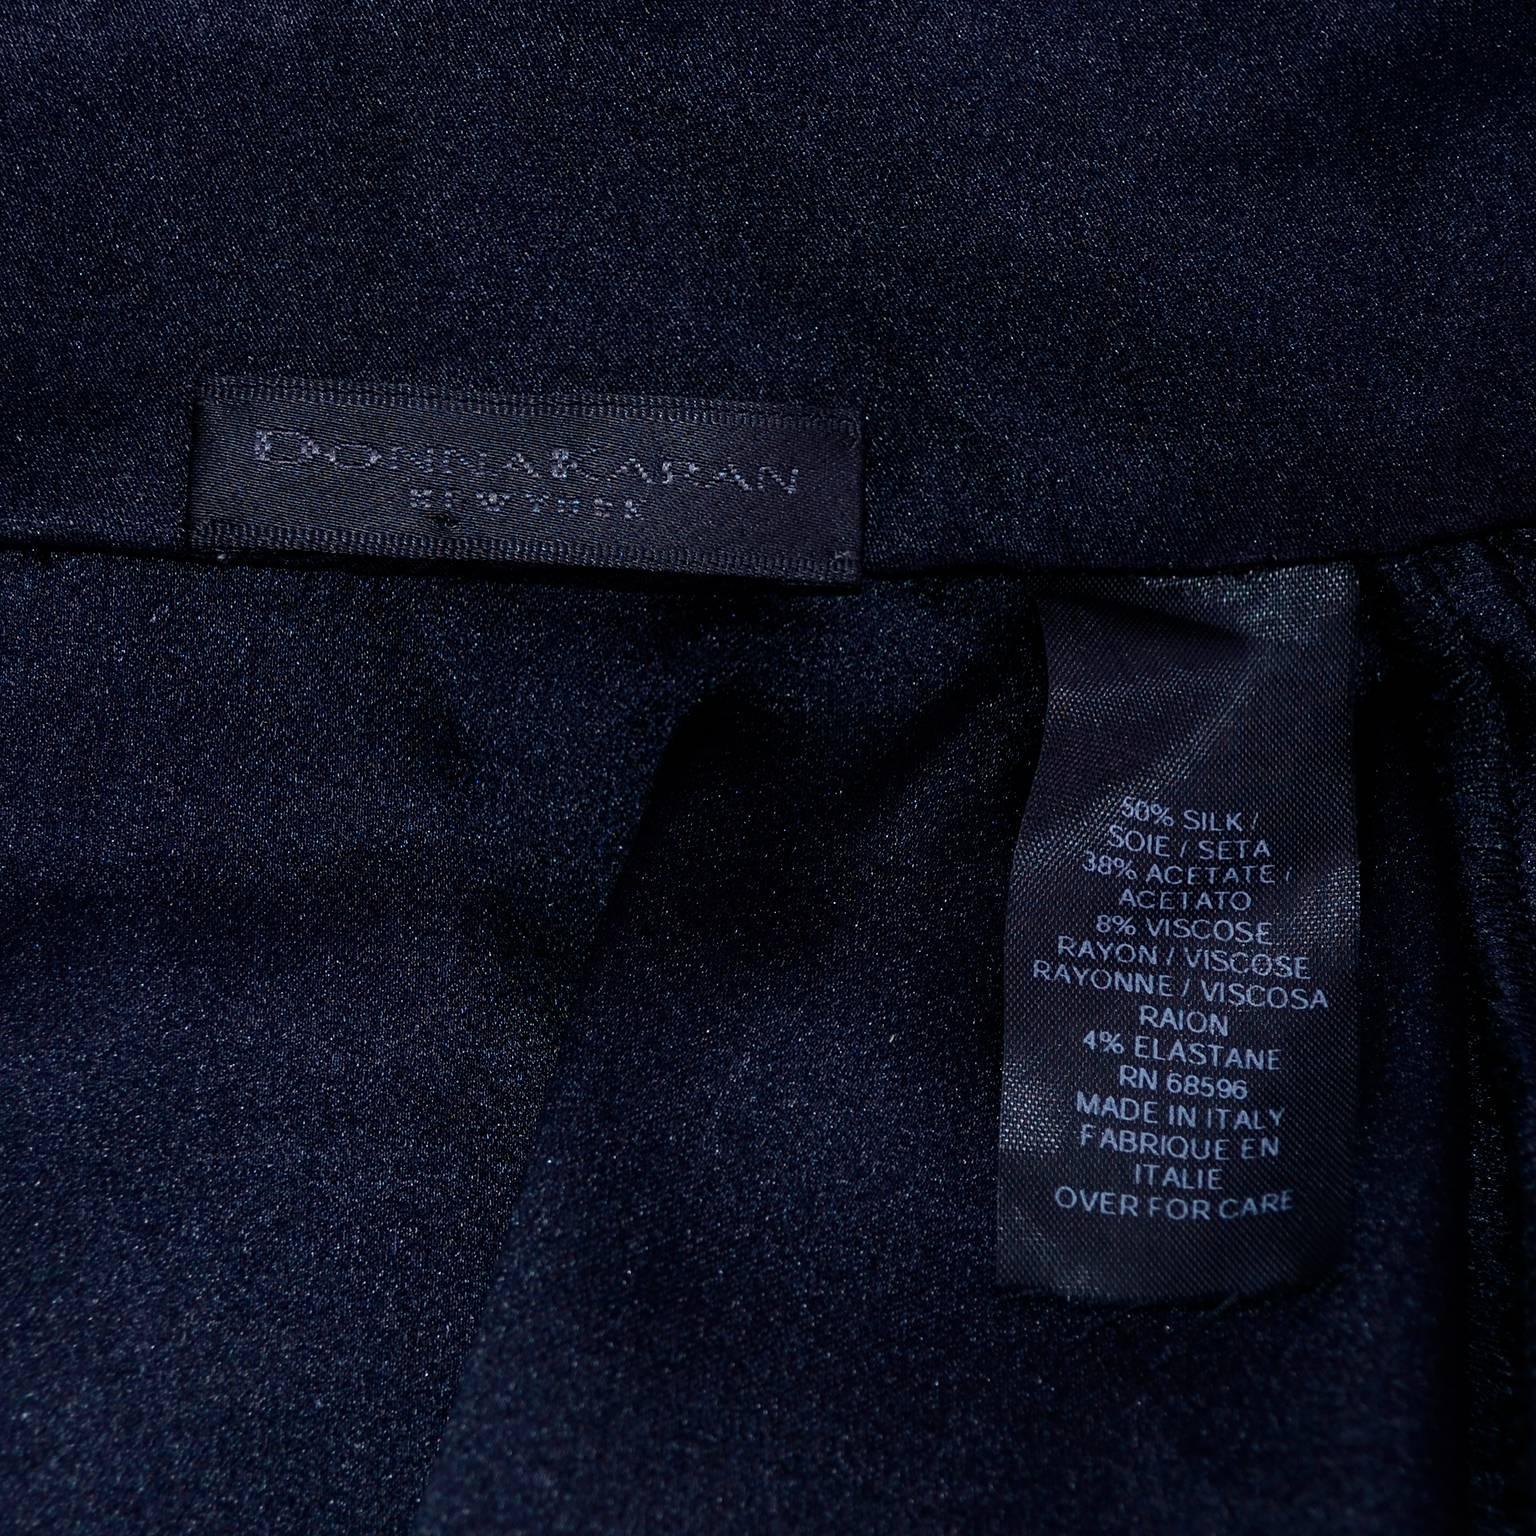 DONNAKARAN
NEW YORK
50% SILK /
SOIE / SETA
38% ACETATE /
ACETATO
8% VISCOSE
RAYON / VISCOSE
RAYONNE / VISCOSA
RAION
4% ELASTANE
RN 68596
MADE IN ITALY
FABRIQUE EN
ITALIE
OVER FOR CARE